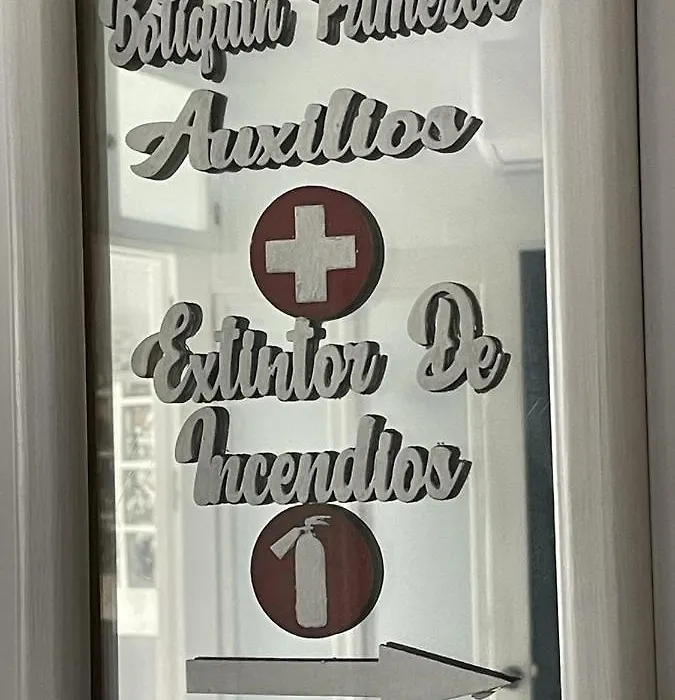 Botiquín Primeros
Auxilios
Extintor De
Incendios